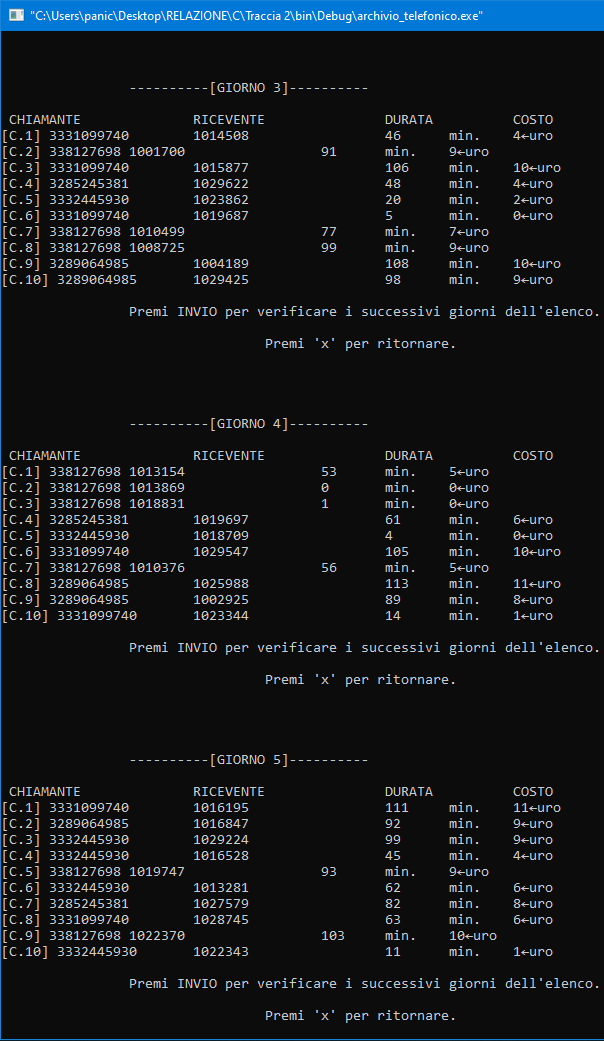 "C:\Users\panic\Desktop\RELAZIONE\C\Traccia 2\bin\Debug\archivio_telefonico.exe"
----------[GIORNO 3]----------
CHIAMANTE RICEVENTE DURATA COSTO
[C.1] 3331099740 1014508 46 min. 4←uro
[C.2] 338127698 1001700 91 min. 9←uro
[C.3] 3331099740 1015877 106 min. 10←uro
[C.4] 3285245381 1029622 48 min. 4←uro
[C.5] 3332445930 1023862 20 min. 2←uro
[C.6] 3331099740 1019687 5 min. 0←uro
[C.7] 338127698 1010499 77 min. 7←uro
[C.8] 338127698 1008725 99 min. 9←uro
[C.9] 3289064985 1004189 108 min. 10←uro
[C.10] 3289064985 1029425 98 min. 9←uro
Premi INVIO per verificare i successivi giorni dell'elenco.
Premi 'x' per ritornare.
----------[GIORNO 4]----------
CHIAMANTE RICEVENTE DURATA COSTO
[C.1] 338127698 1013154 53 min. 5←uro
[C.2] 338127698 1013869 0 min. 0←uro
[C.3] 338127698 1018831 1 min. 0←uro
[C.4] 3285245381 1019697 61 min. 6←uro
[C.5] 3332445930 1018709 4 min. 0←uro
[C.6] 3331099740 1029547 105 min. 10←uro
[C.7] 338127698 1010376 56 min. 5←uro
[C.8] 3289064985 1025988 113 min. 11←uro
[C.9] 3289064985 1002925 89 min. 8←uro
[C.10] 3331099740 1023344 14 min. 1←uro
Premi INVIO per verificare i successivi giorni dell'elenco.
Premi 'x' per ritornare.
----------[GIORNO 5]----------
CHIAMANTE RICEVENTE DURATA COSTO
[C.1] 3331099740 1016195 111 min. 11←uro
[C.2] 3289064985 1016847 92 min. 9←uro
[C.3] 3332445930 1029224 99 min. 9←uro
[C.4] 3332445930 1016528 45 min. 4←uro
[C.5] 338127698 1019747 93 min. 9←uro
[C.6] 3332445930 1013281 62 min. 6←uro
[C.7] 3285245381 1027579 82 min. 8←uro
[C.8] 3331099740 1028745 63 min. 6←uro
[C.9] 338127698 1022370 103 min. 10←uro
[C.10] 3332445930 1022343 11 min. 1←uro
Premi INVIO per verificare i successivi giorni dell'elenco.
Premi 'x' per ritornare.